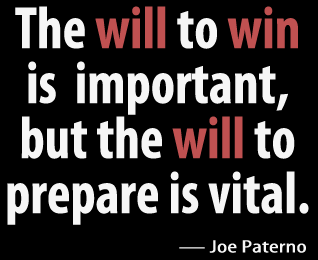 The will to win
is important,
but the will to
prepare is vital.
— Joe Paterno